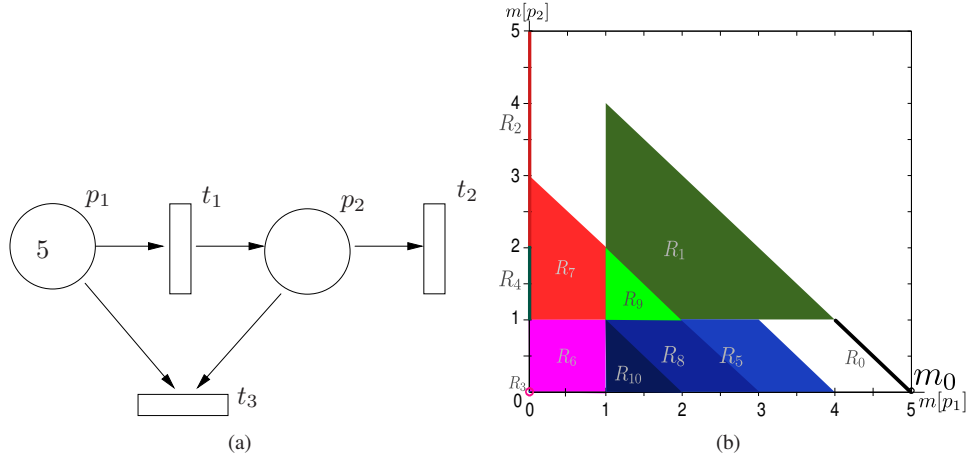 p₁
t₁
p₂
t₂
5
t₃
(a)
m[p₂]
5
4
3
2
1
0
R₂
R₄
R₃
R₇
R₁
R₉
R₆
R₁₀
R₈
R₅
R₀
m₀
0 1 2 3 4 5
m[p₁]
(b)